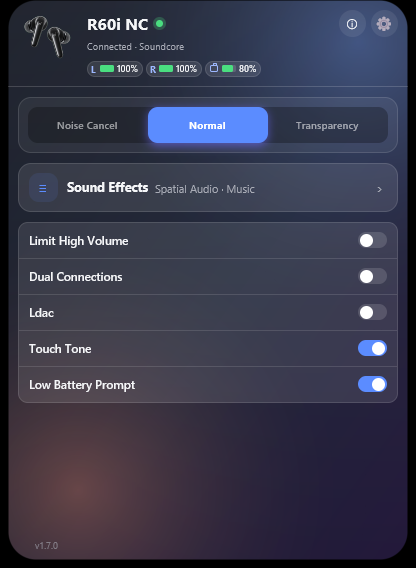 R60i NC
Connected · Soundcore
L 100% R 100% 80%
Noise Cancel Normal Transparency
Sound Effects Spatial Audio · Music
Limit High Volume
Dual Connections
Ldac
Touch Tone
Low Battery Prompt
v1.7.0